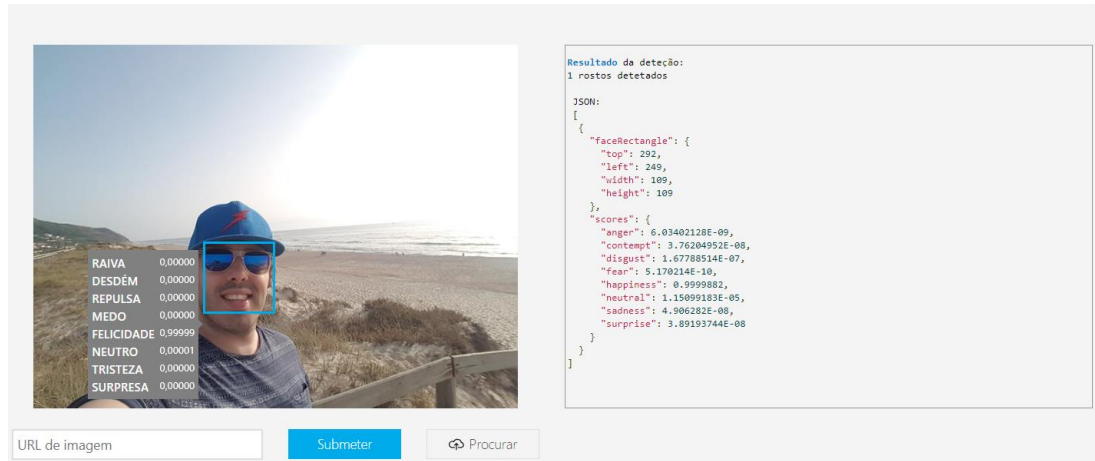 RAIVA 0,00000
DESDÉM 0,00000
REPULSA 0,00000
MEDO 0,00000
FELICIDADE 0,99999
NEUTRO 0,00001
TRISTEZA 0,00000
SURPRESA 0,00000
URL de imagem
Submeter
Procurar
Resultado da deteção:
1 rostos detetados
JSON:
[
{
"faceRectangle": {
"top": 292,
"left": 249,
"width": 109,
"height": 109
},
"scores": {
"anger": 6.03402128E-09,
"contempt": 3.76204952E-08,
"disgust": 1.67788514E-07,
"fear": 5.170214E-10,
"happiness": 0.9999882,
"neutral": 1.15099183E-05,
"sadness": 4.906282E-08,
"surprise": 3.89193744E-08
}
}
]